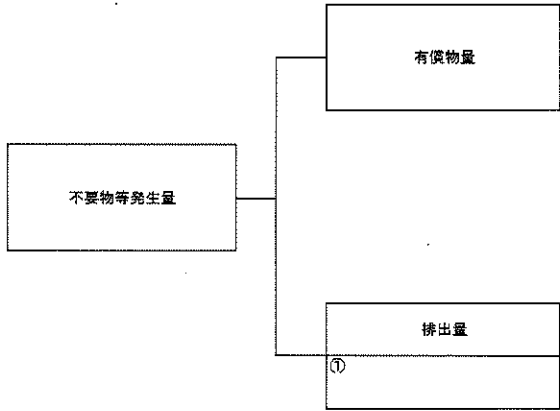 有償物量
不要物等発生量
排出量
①